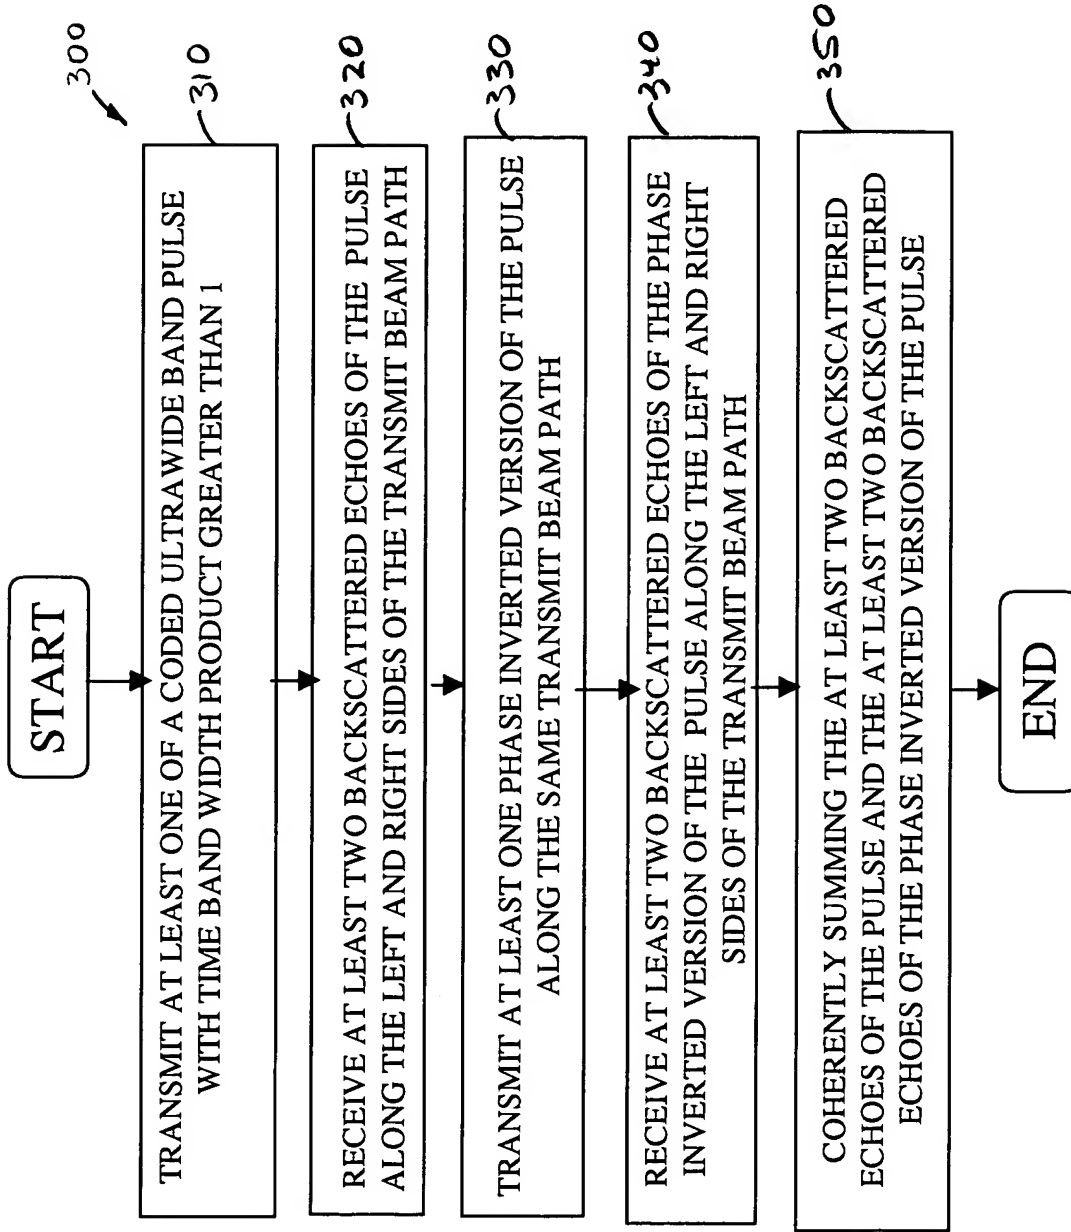 300
START
TRANSMIT AT LEAST ONE OF A CODED ULTRAWIDE BAND PULSE
WITH TIME BAND WIDTH PRODUCT GREATER THAN 1
310
RECEIVE AT LEAST TWO BACKSCATTERED ECHOES OF THE PULSE
ALONG THE LEFT AND RIGHT SIDES OF THE TRANSMIT BEAM PATH
320
TRANSMIT AT LEAST ONE PHASE INVERTED VERSION OF THE PULSE
ALONG THE SAME TRANSMIT BEAM PATH
330
RECEIVE AT LEAST TWO BACKSCATTERED ECHOES OF THE PHASE
INVERTED VERSION OF THE PULSE ALONG THE LEFT AND RIGHT
SIDES OF THE TRANSMIT BEAM PATH
340
COHERENTLY SUMMING THE AT LEAST TWO BACKSCATTERED
ECHOES OF THE PULSE AND THE AT LEAST TWO BACKSCATTERED
ECHOES OF THE PHASE INVERTED VERSION OF THE PULSE
350
END